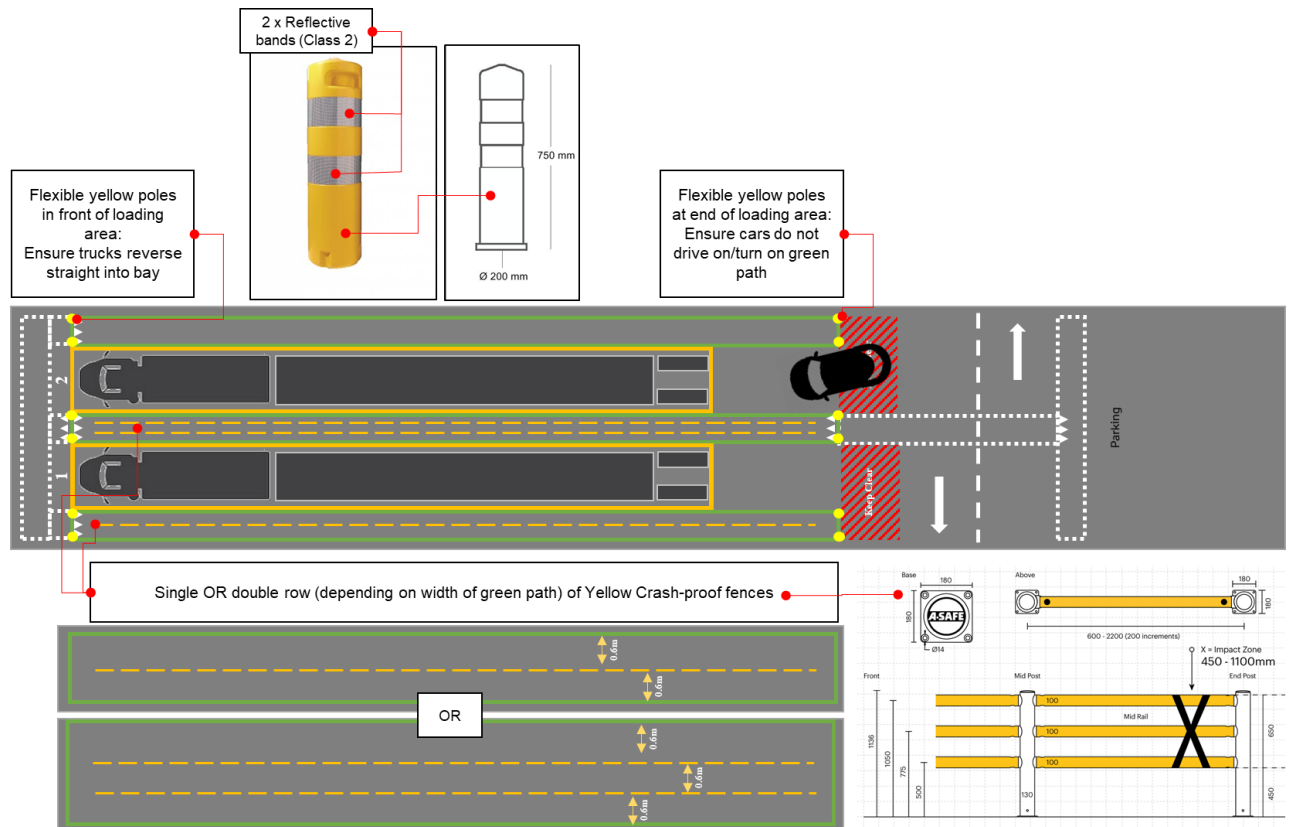 2 x Reflective
bands (Class 2)
750 mm
Ø 200 mm
Flexible yellow poles
in front of loading
area:
Ensure trucks reverse
straight into bay
Flexible yellow poles
at end of loading area:
Ensure cars do not
drive on/turn on green
path
2
1
Keep Clear
Parking
Single OR double row (depending on width of green path) of Yellow Crash-proof fences
0.6m
0.6m
OR
0.6m
0.6m
0.6m
Base
180
180
A-SAFE
Ø14
Above
180
180
600 - 2200 (200 increments)
X = Impact Zone
450 - 1100mm
Front
Mid Post
End Post
100
Mid Rail
100
100
1136
1050
775
500
130
650
450